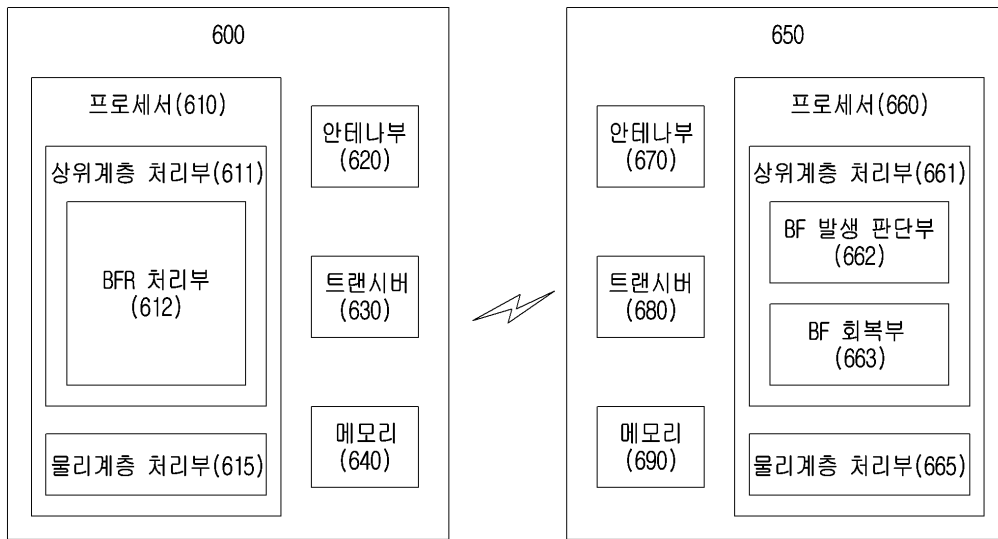 600
프로세서(610)
상위계층 처리부(611)
BFR 처리부
(612)
물리계층 처리부(615)
안테나부
(620)
트랜시버
(630)
메모리
(640)
650
안테나부
(670)
트랜시버
(680)
메모리
(690)
프로세서(660)
상위계층 처리부(661)
BF 발생 판단부
(662)
BF 회복부
(663)
물리계층 처리부(665)